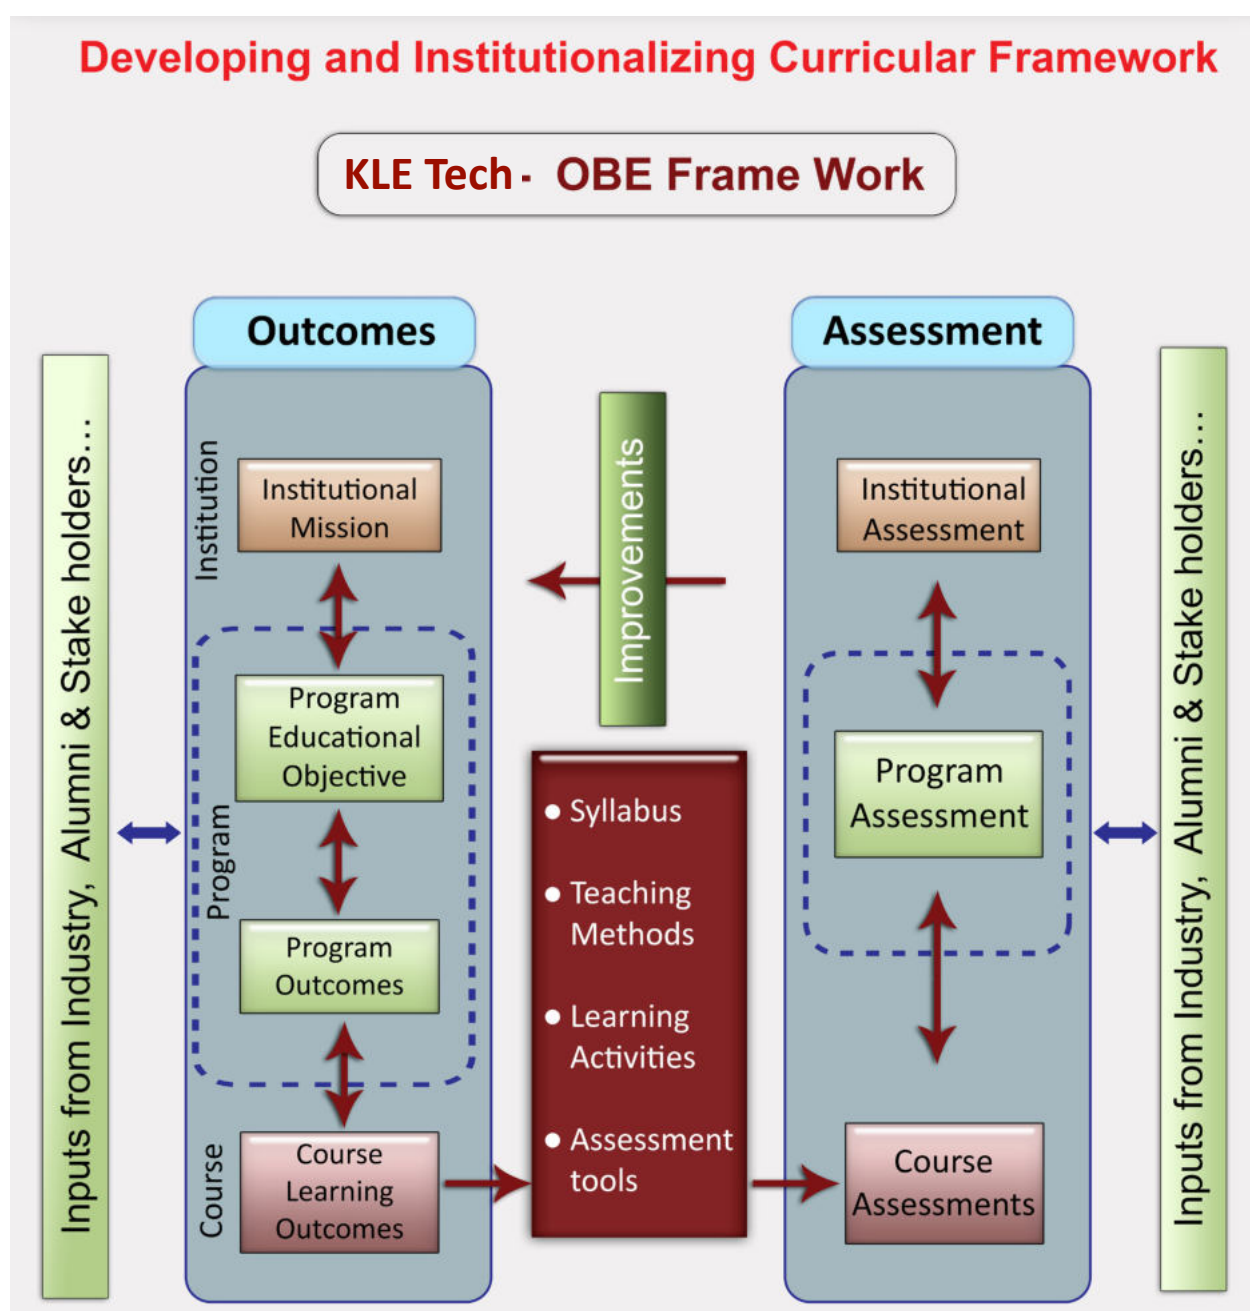 Developing and Institutionalizing Curricular Framework
KLE Tech - OBE Frame Work
Outcomes
Assessment
Inputs from Industry, Alumni & Stake holders...
Institution
Institutional
Mission
Program
Program
Educational
Objective
Program
Outcomes
Course
Course
Learning
Outcomes
Improvements
● Syllabus
● Teaching
Methods
● Learning
Activities
● Assessment
tools
Institutional
Assessment
Program
Assessment
Course
Assessments
Inputs from Industry, Alumni & Stake holders...